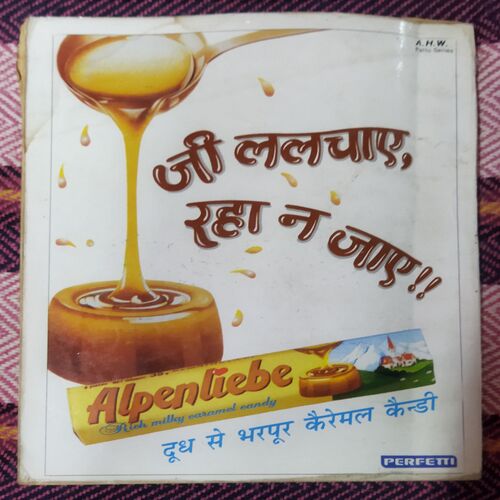 A.H.W.
जी ललचाए,
रहा न जाए!!
Alpenliebe
Rich milky caramel candy
दूध से भरपूर कैरेमल कैन्डी
PERFETTI